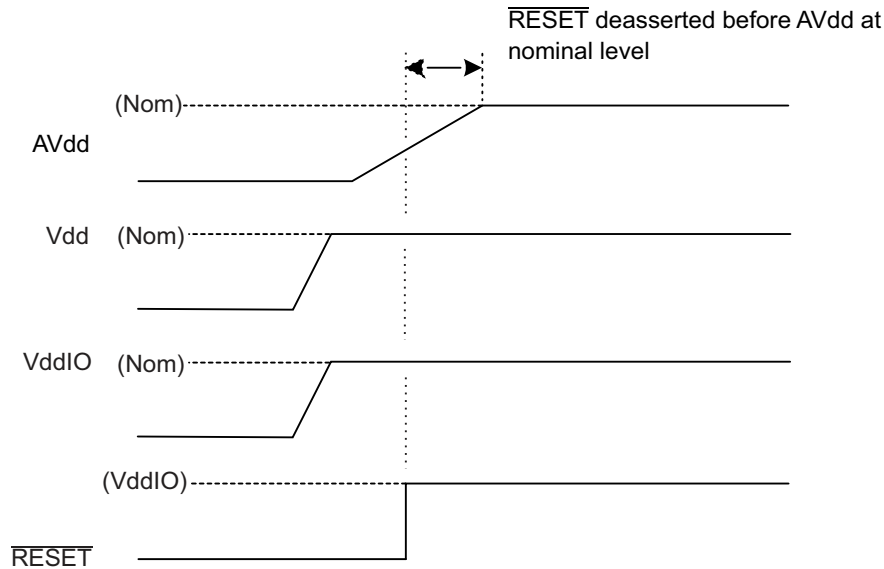 RESET deasserted before AVdd at
nominal level
(Nom)
AVdd
Vdd (Nom)
VddIO (Nom)
(VddIO)
RESET